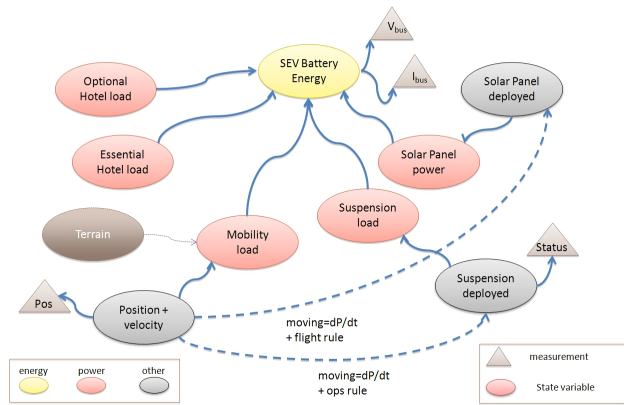 V bus
SEV Battery
Energy
I bus
Optional
Hotel load
Solar Panel
deployed
Essential
Hotel load
Solar Panel
power
Suspension
load
Terrain
Mobility
load
Status
Suspension
deployed
Pos
Position +
velocity
moving=dP/dt
+ flight rule
energy
power
other
measurement
moving=dP/dt
+ ops rule
State variable